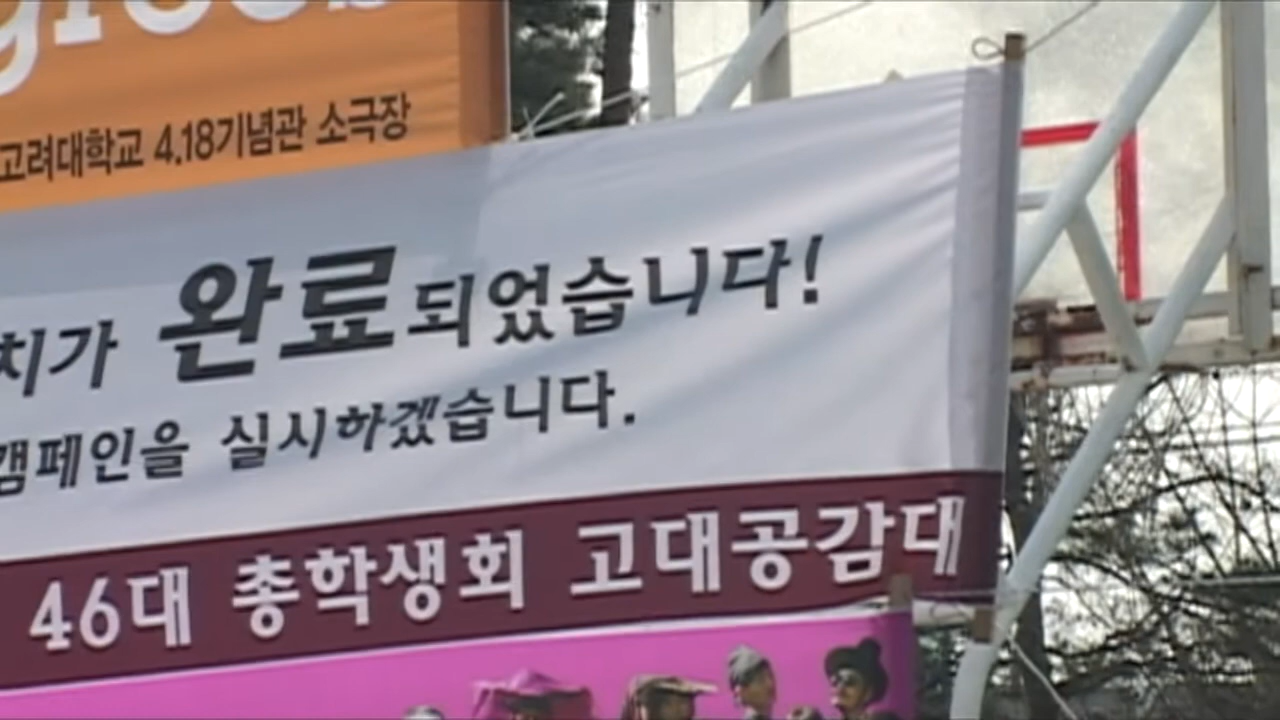 고려대학교 4.18기념관 소극장
치가 완료되었습니다!
캠페인을 실시하겠습니다.
46대 총학생회 고대공감대